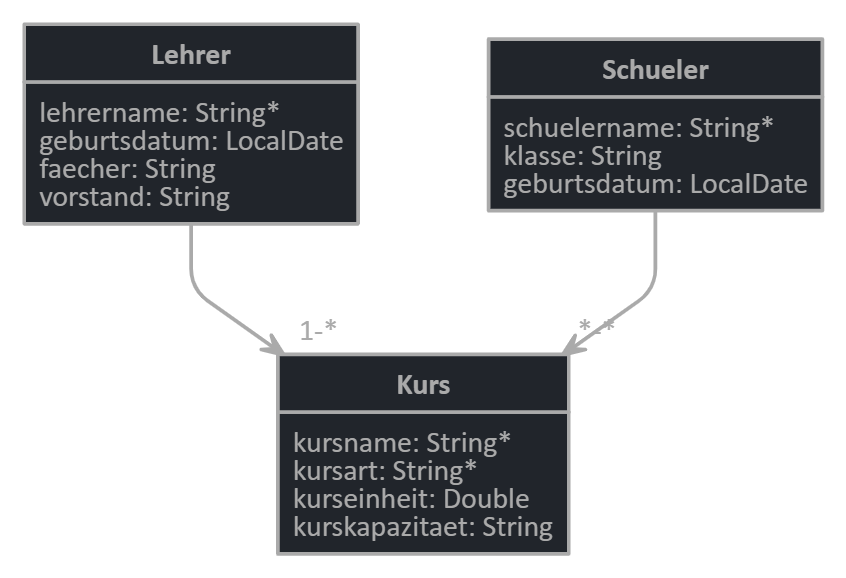 Lehrer
lehrername: String*
geburtsdatum: LocalDate
faecher: String
vorstand: String
Schueler
schuelername: String*
klasse: String
geburtsdatum: LocalDate
1-*
*-*
Kurs
kursname: String*
kursart: String*
kurseinheit: Double
kurskapazitaet: String